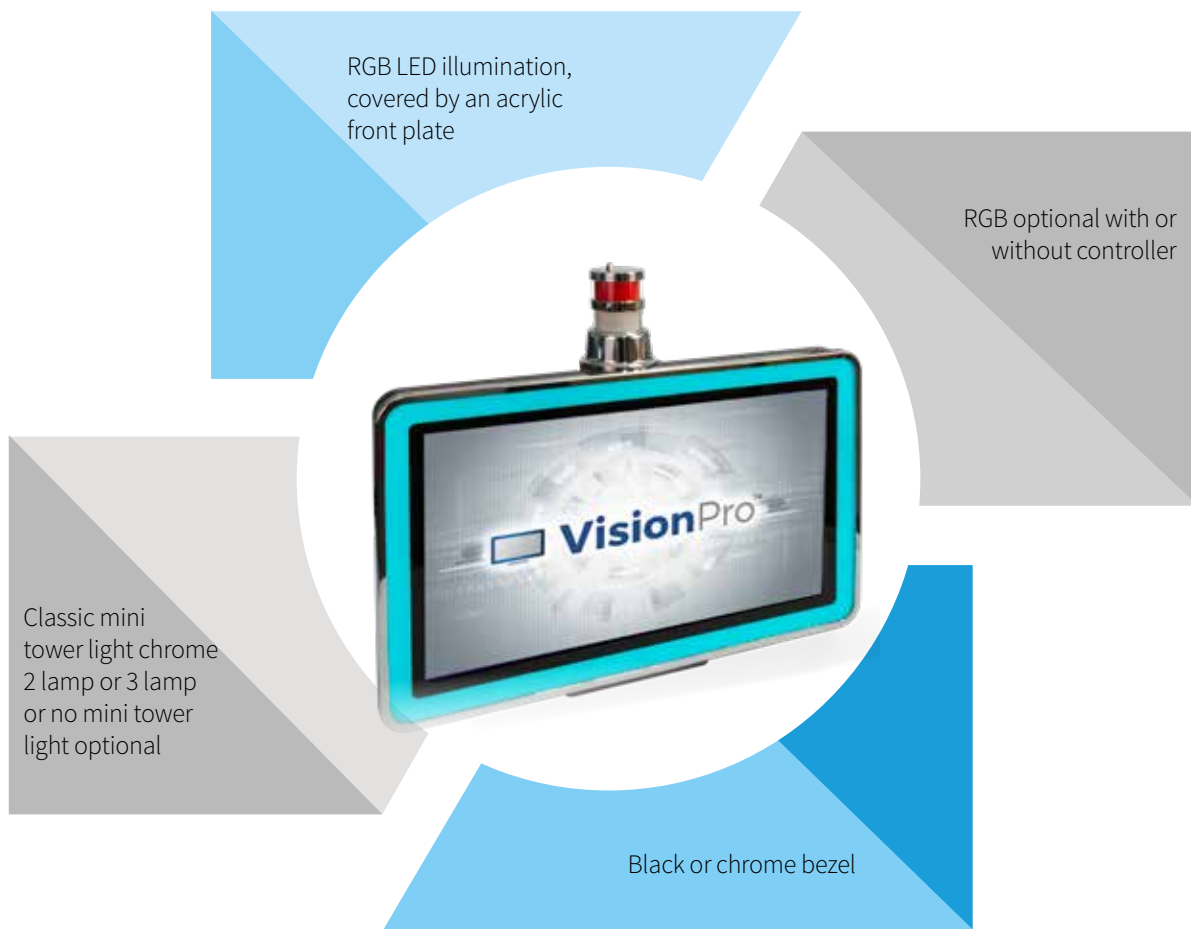 RGB LED illumination,
covered by an acrylic
front plate
RGB optional with or
without controller
VisionPro™
Classic mini
tower light chrome
2 lamp or 3 lamp
or no mini tower
light optional
Black or chrome bezel